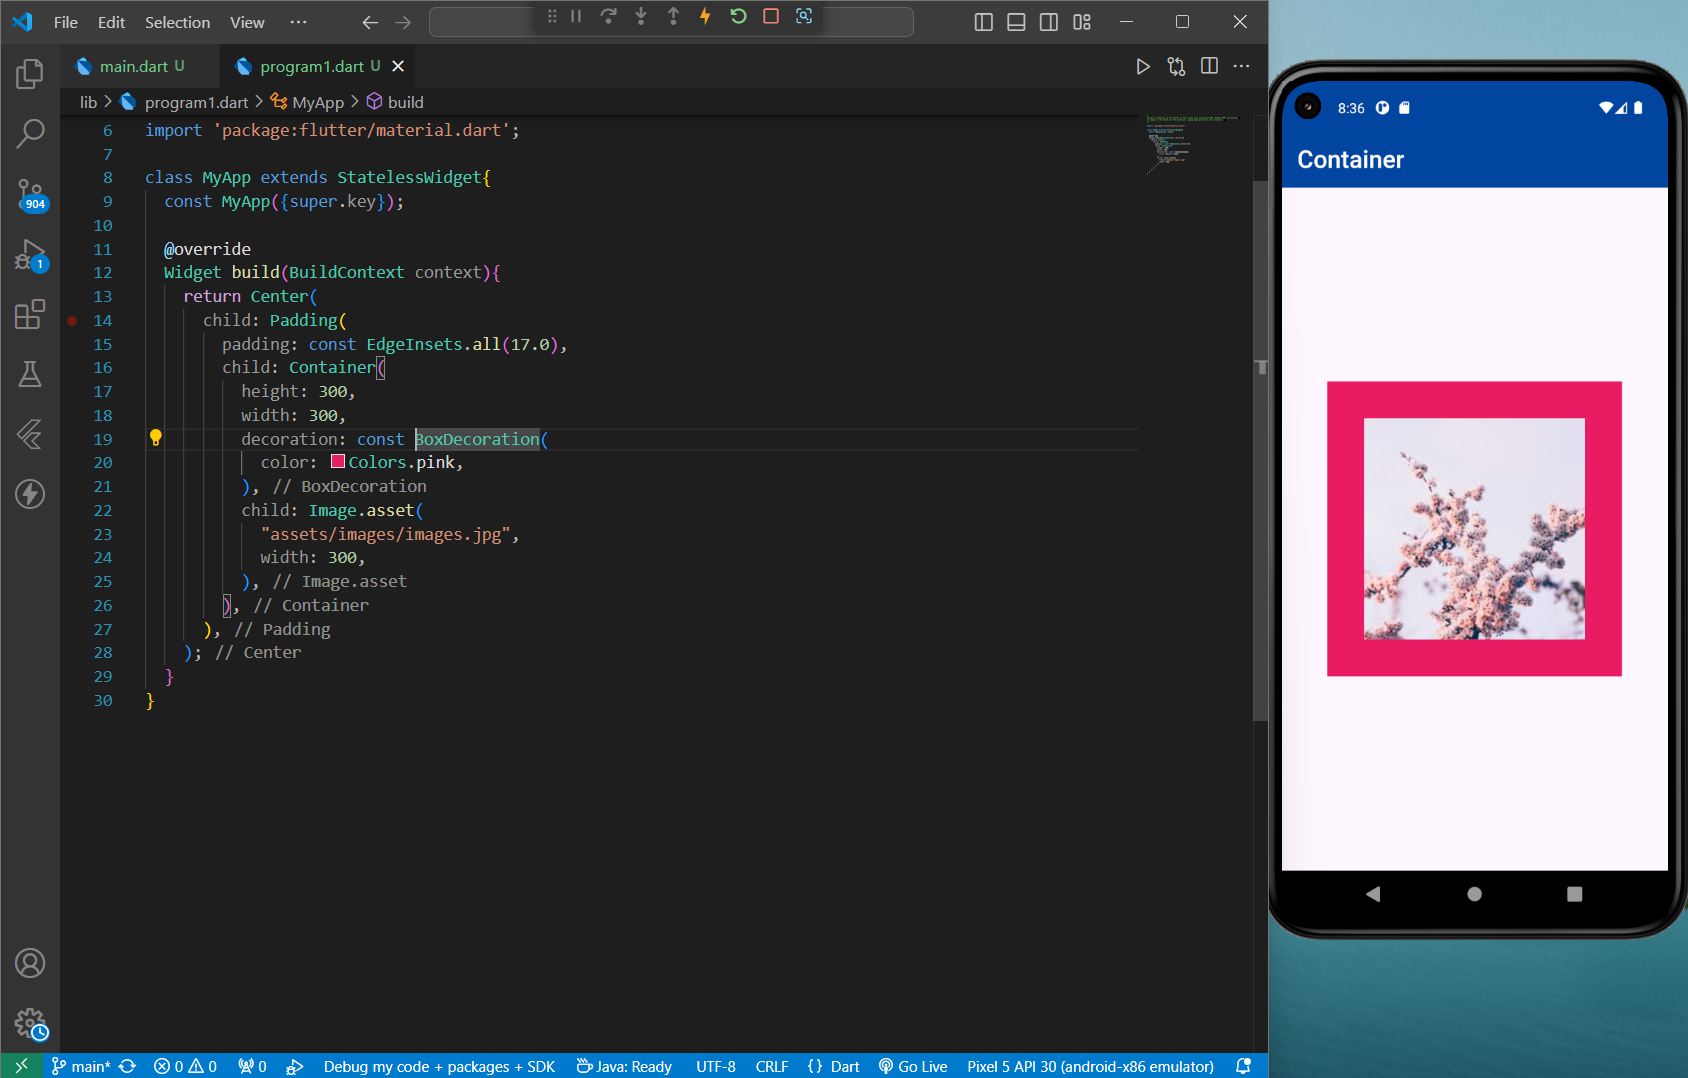 File Edit Selection View ···
main.dart U program1.dart U
lib > program1.dart > MyApp > build
6 import 'package:flutter/material.dart';
7
8 class MyApp extends StatelessWidget{
9 const MyApp({super.key});
10
11 @override
12 Widget build(BuildContext context){
13 return Center(
14 child: Padding(
15 padding: const EdgeInsets.all(17.0),
16 child: Container(
17 height: 300,
18 width: 300,
19 decoration: const BoxDecoration(
20 color: Colors.pink,
21 ), // BoxDecoration
22 child: Image.asset(
23 "assets/images/images.jpg",
24 width: 300,
25 ), // Image.asset
26 ), // Container
27 ), // Padding
28 ); // Center
29 }
30 }
904
1
main* 0 0 0 Debug my code + packages + SDK Java: Ready UTF-8 CRLF {} Dart Go Live Pixel 5 API 30 (android-x86 emulator)
8:36
Container